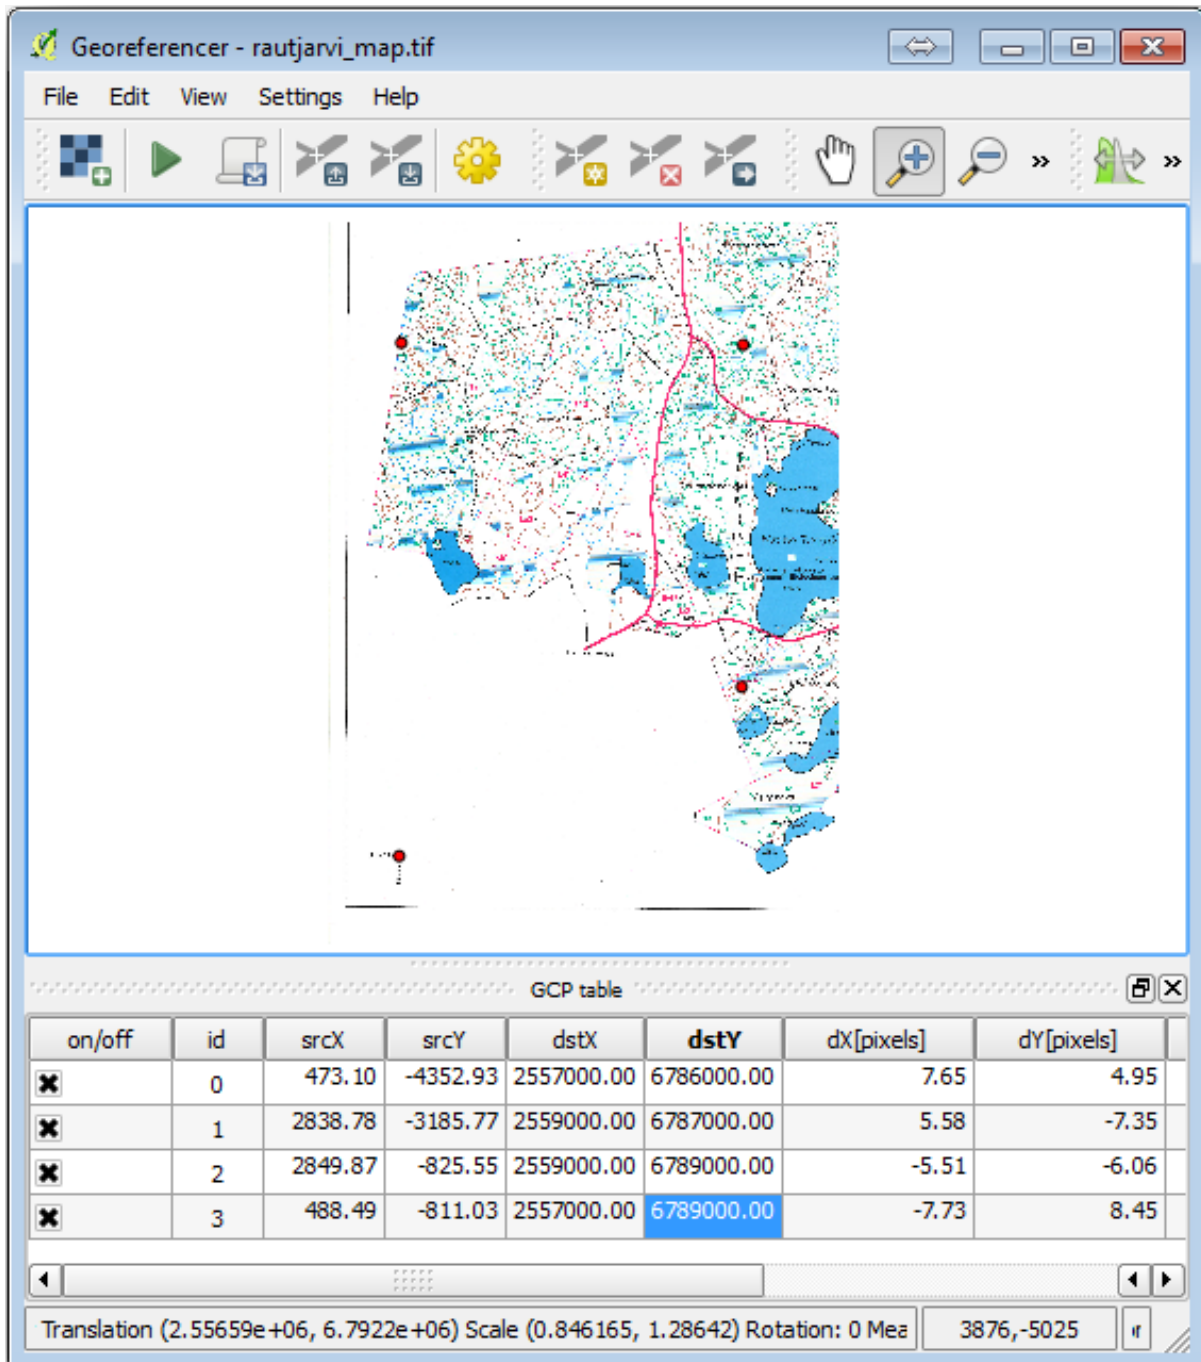 Georeferencer - rautjarvi_map.tif
File Edit View Settings Help
» »
GCP table
on/off id srcX srcY dstX dstY dX[pixels] dY[pixels]
0 473.10 -4352.93 2557000.00 6786000.00 7.65 4.95
1 2838.78 -3185.77 2559000.00 6787000.00 5.58 -7.35
2 2849.87 -825.55 2559000.00 6789000.00 -5.51 -6.06
3 488.49 -811.03 2557000.00 6789000.00 -7.73 8.45
Translation (2.55659e+06, 6.7922e+06) Scale (0.846165, 1.28642) Rotation: 0 Mea 3876,-5025